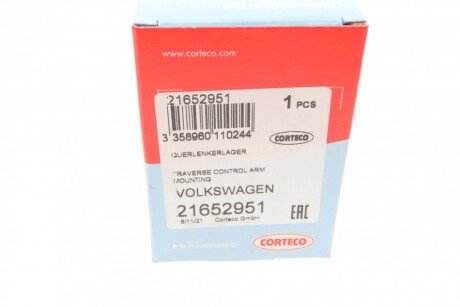 www.corteco.com
FREUDENBERG
21652951
1 PCS
3 358960 110244
CORTECO
QUERLENKERLAGER
TRAVERSE CONTROL ARM
MOUNTING
VOLKSWAGEN
21652951
EAC
Corteco GmbH
FREUDENBERG
CORTECO